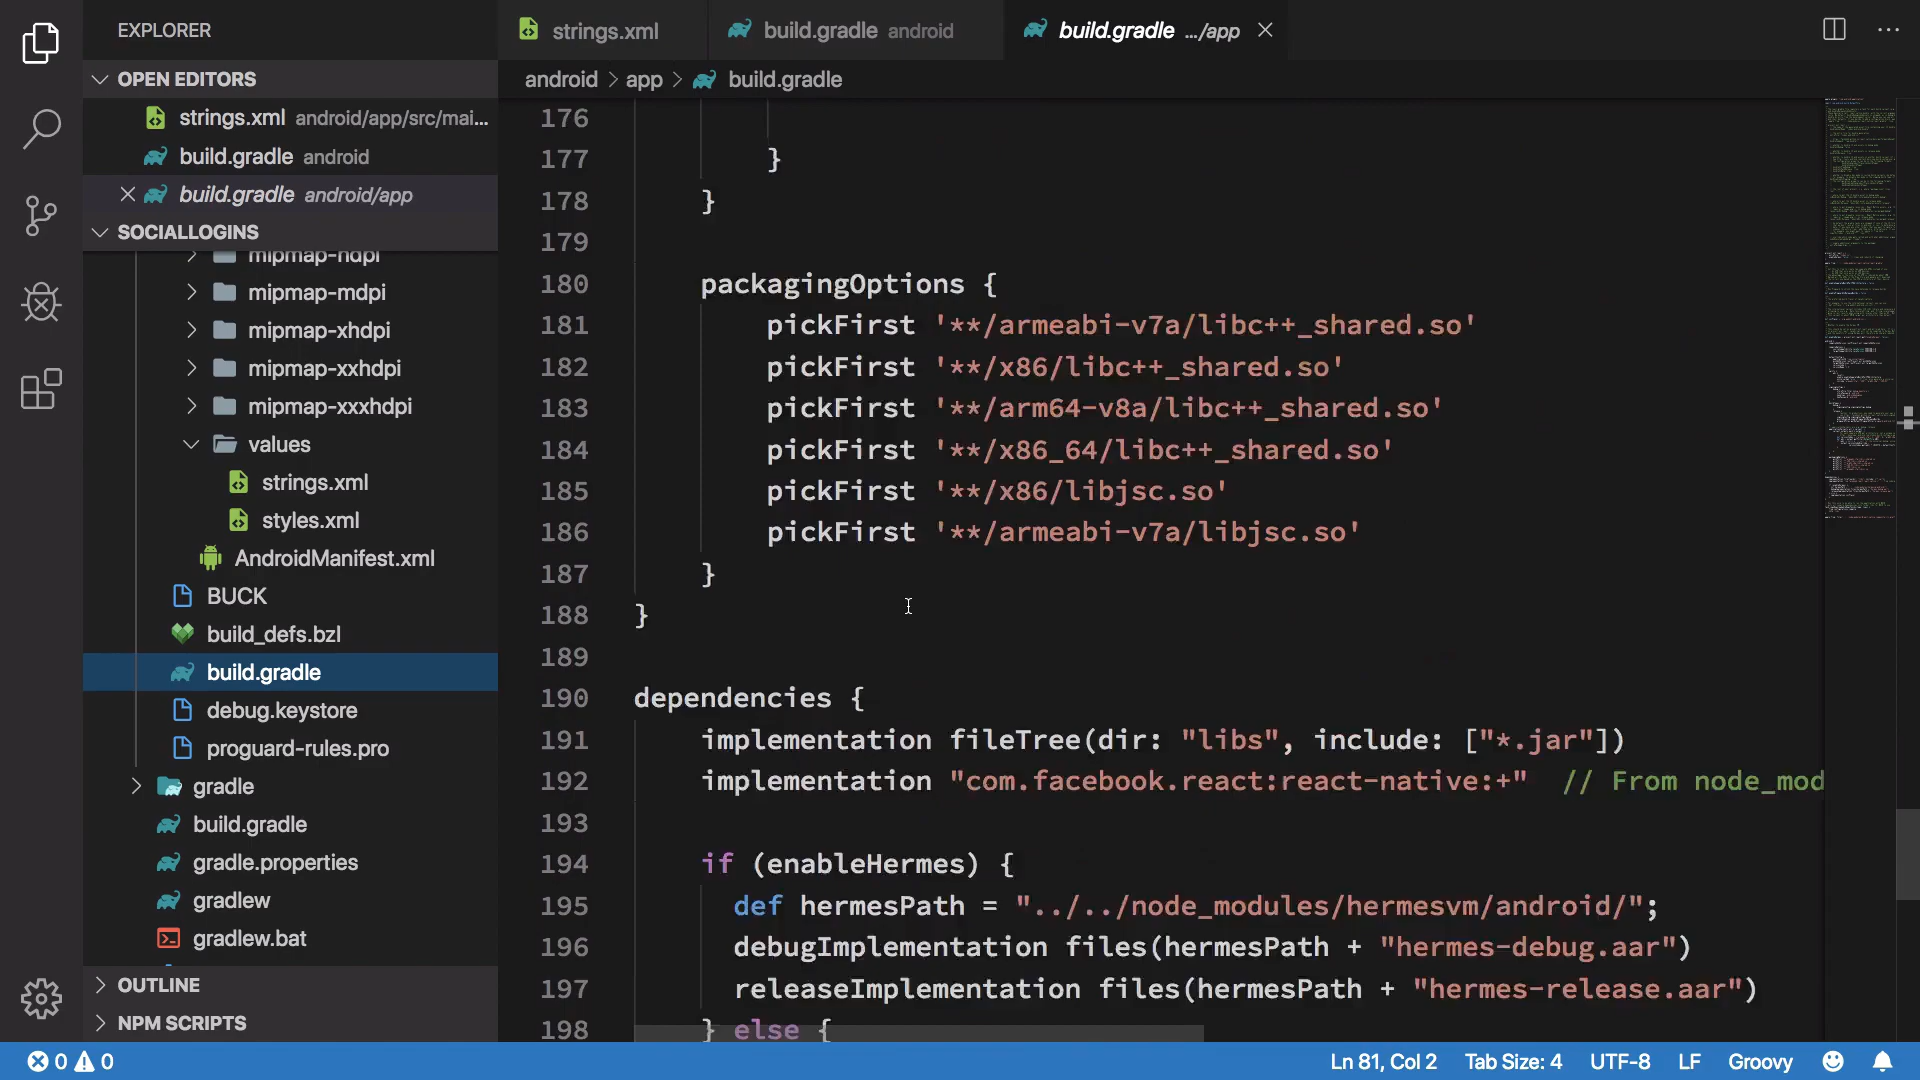 EXPLORER
strings.xml
build.gradle android
build.gradle .../app
OPEN EDITORS
android > app > build.gradle
strings.xml android/app/src/mai...
build.gradle android
build.gradle android/app
SOCIALLOGINS
mipmap-hdpi
mipmap-mdpi
mipmap-xhdpi
mipmap-xxhdpi
mipmap-xxxhdpi
values
strings.xml
styles.xml
AndroidManifest.xml
BUCK
build_defs.bzl
build.gradle
debug.keystore
proguard-rules.pro
gradle
build.gradle
gradle.properties
gradlew
gradlew.bat
OUTLINE
NPM SCRIPTS
176
177 }
178 }
179
180 packagingOptions {
181 pickFirst '**/armeabi-v7a/libc++_shared.so'
182 pickFirst '**/x86/libc++_shared.so'
183 pickFirst '**/arm64-v8a/libc++_shared.so'
184 pickFirst '**/x86_64/libc++_shared.so'
185 pickFirst '**/x86/libjsc.so'
186 pickFirst '**/armeabi-v7a/libjsc.so'
187 }
188 }
189
190 dependencies {
191 implementation fileTree(dir: "libs", include: ["*.jar"])
192 implementation "com.facebook.react:react-native:+" // From node_mod
193
194 if (enableHermes) {
195 def hermesPath = "../../node_modules/hermesvm/android/";
196 debugImplementation files(hermesPath + "hermes-debug.aar")
197 releaseImplementation files(hermesPath + "hermes-release.aar")
198 } else {
0 0
Ln 81, Col 2 Tab Size: 4 UTF-8 LF Groovy